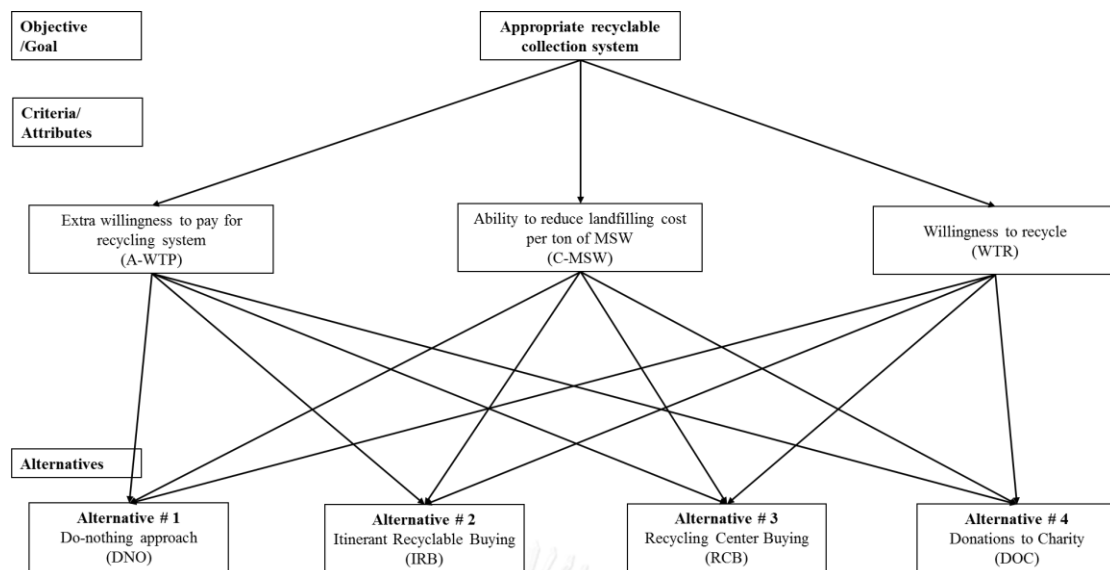 Objective
/Goal
Appropriate recyclable
collection system
Criteria/
Attributes
Extra willingness to pay for
recycling system
(A-WTP)
Ability to reduce landfilling cost
per ton of MSW
(C-MSW)
Willingness to recycle
(WTR)
Alternatives
Alternative # 1
Do-nothing approach
(DNO)
Alternative # 2
Itinerant Recyclable Buying
(IRB)
Alternative # 3
Recycling Center Buying
(RCB)
Alternative # 4
Donations to Charity
(DOC)